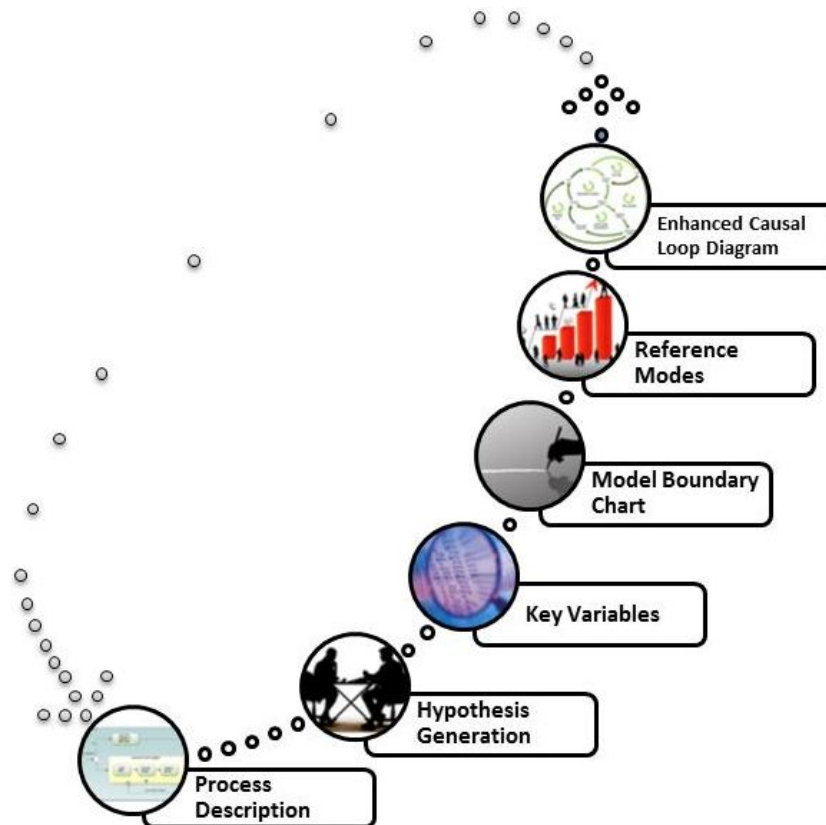 Enhanced Causal
Loop Diagram
Reference
Modes
Model Boundary
Chart
Key Variables
Hypothesis
Generation
Process
Description